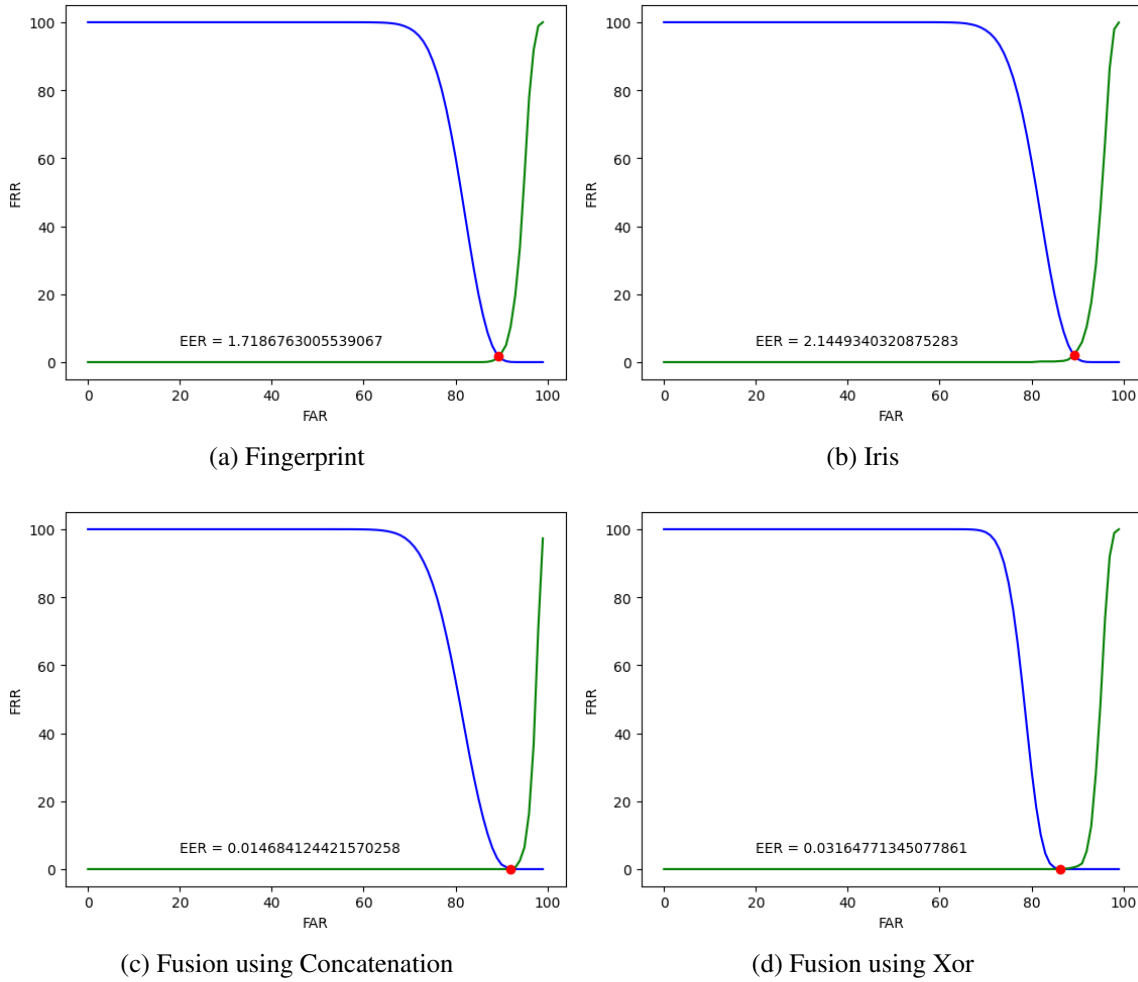 100
80
60
40
20
0
FRR
EER = 1.7186763005539067
0 20 40 60 80 100
FAR
(a) Fingerprint
100
80
60
40
20
0
FRR
EER = 2.1449340320875283
0 20 40 60 80 100
FAR
(b) Iris
100
80
60
40
20
0
FRR
EER = 0.014684124421570258
0 20 40 60 80 100
FAR
(c) Fusion using Concatenation
100
80
60
40
20
0
FRR
EER = 0.03164771345077861
0 20 40 60 80 100
FAR
(d) Fusion using Xor